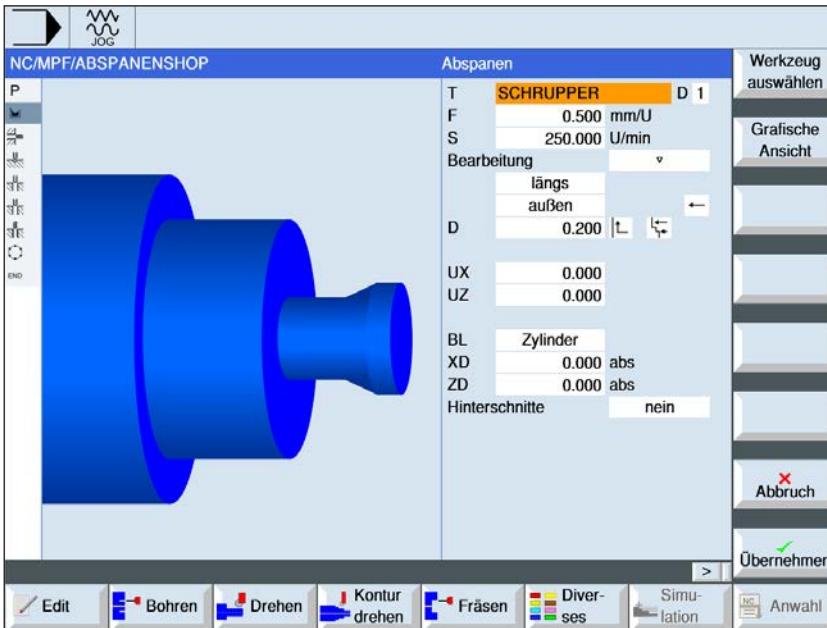 JOG
NC/MPF/ABSPANENSHOP
Abspanen
T SCHRUPPER D 1
F 0.500 mm/U
S 250.000 U/min
Bearbeitung
längs
außen
D 0.200
UX 0.000
UZ 0.000
BL Zylinder
XD 0.000 abs
ZD 0.000 abs
Hinterschnitte nein
P
END
Werkzeug
auswählen
Grafische
Ansicht
Abbruch
Übernehmer
>
Edit
Bohren
Drehen
Kontur
drehen
Fräsen
Diver-
ses
Simu-
lation
NC
Anwahl